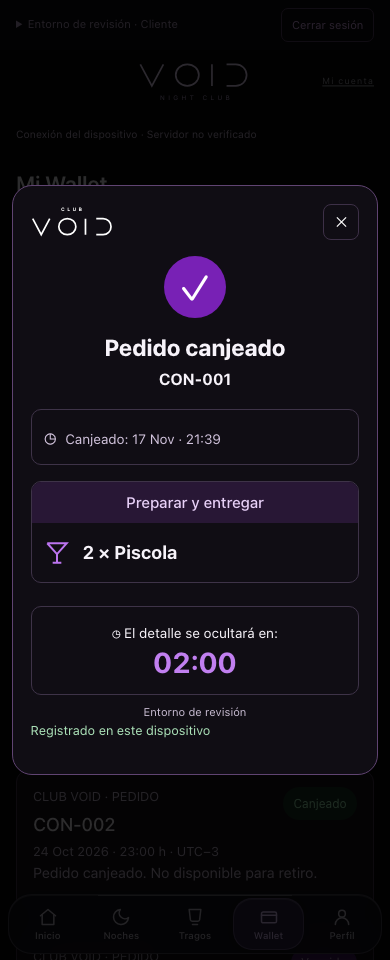 ▶ Entorno de revisión · Cliente
Cerrar sesión
VOID
NIGHT CLUB
Mi cuenta
Conexión del dispositivo · Servidor no verificado
Mi Wallet
CLUB
VOID
Pedido canjeado
CON-001
Canjeado: 17 Nov · 21:39
Preparar y entregar
2 × Piscola
El detalle se ocultará en:
02:00
Entorno de revisión
Registrado en este dispositivo
CLUB VOID · PEDIDO
Canjeado
CON-002
24 Oct 2026 · 23:00 h · UTC−3
Pedido canjeado. No disponible para retiro.
Inicio
Noches
Tragos
Wallet
Perfil
CLUB VOID · PEDIDO